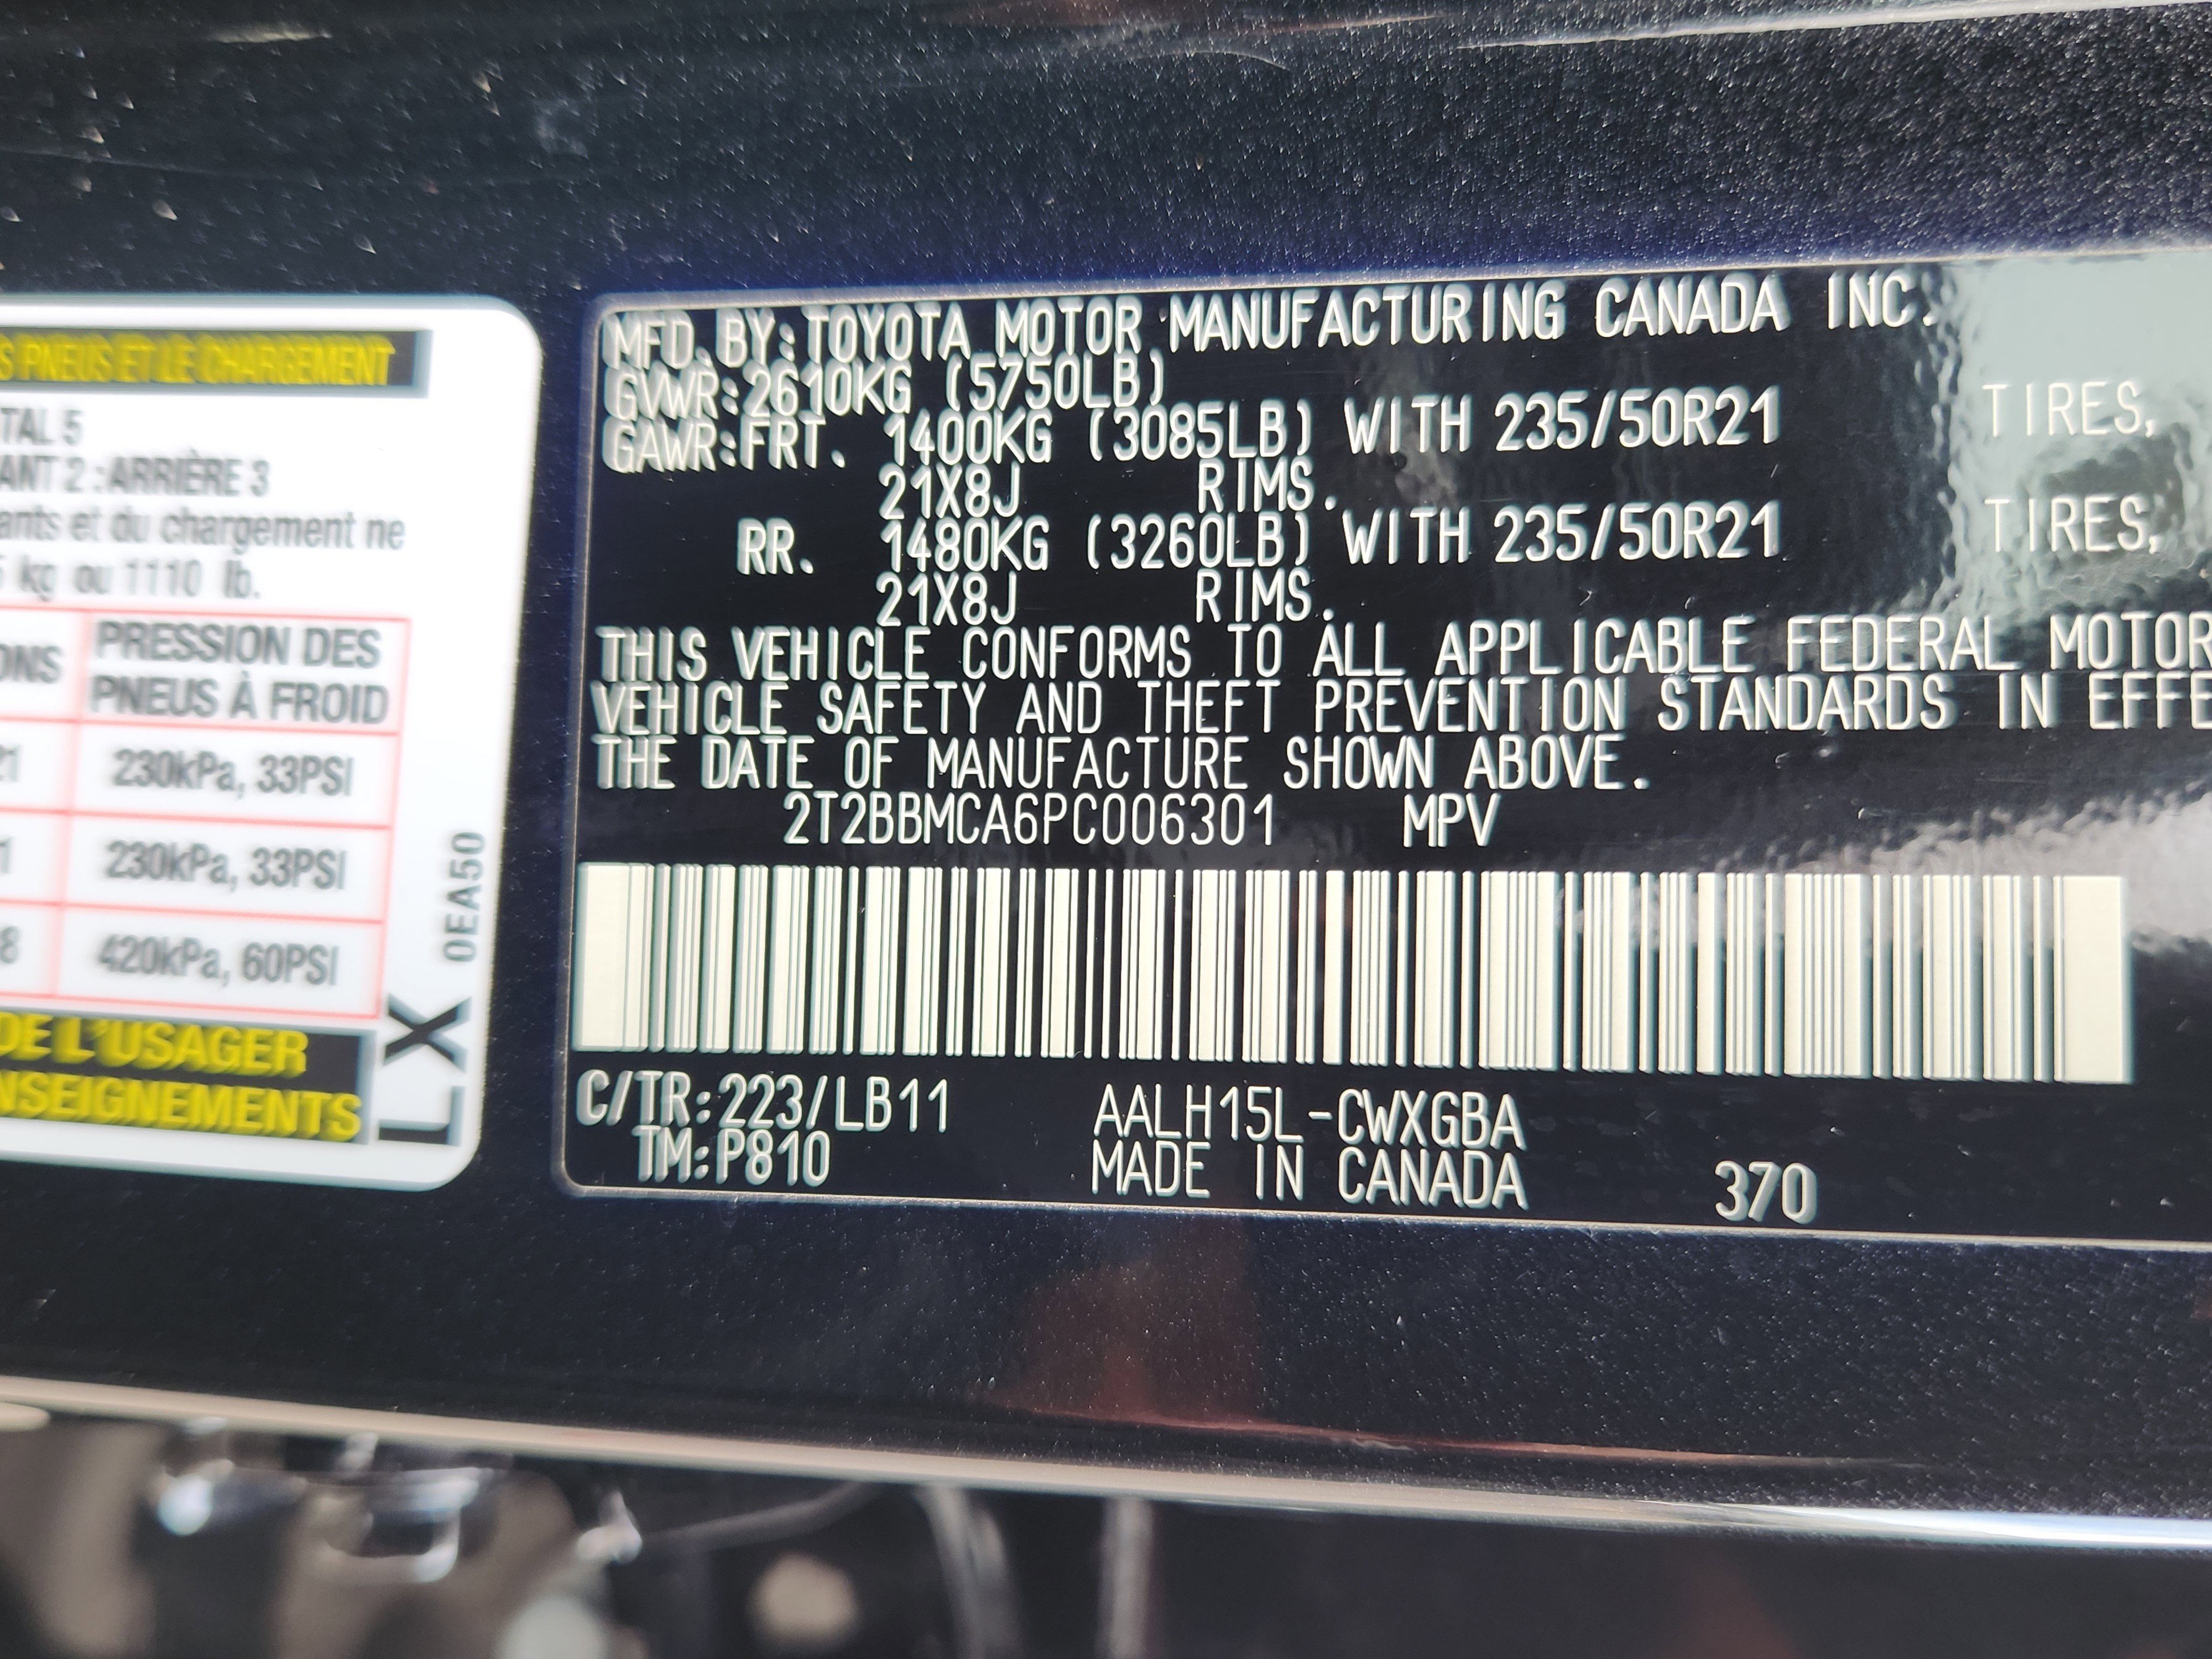 S PNEUS ET LE CHARGEMENT
TAL 5
ANT 2 : ARRIÈRE 3
ants et du chargement ne
5 kg ou 1110 lb.
ONS PRESSION DES
PNEUS À FROID
21 230kPa, 33PSI
1 230kPa, 33PSI
8 420kPa, 60PSI
DE L'USAGER
NSEIGNEMENTS
LX 0EA50
MFD.BY:TOYOTA MOTOR MANUFACTURING CANADA INC.
GVWR:2610KG (5750LB)
GAWR:FRT. 1400KG (3085LB) WITH 235/50R21 TIRES,
21X8J RIMS.
RR. 1480KG (3260LB) WITH 235/50R21 TIRES,
21X8J RIMS.
THIS VEHICLE CONFORMS TO ALL APPLICABLE FEDERAL MOTOR
VEHICLE SAFETY AND THEFT PREVENTION STANDARDS IN EFFE
THE DATE OF MANUFACTURE SHOWN ABOVE.
2T2BBMCA6PC006301 MPV
C/TR:223/LB11 AALH15L-CWXGBA
TM:P810 MADE IN CANADA 370